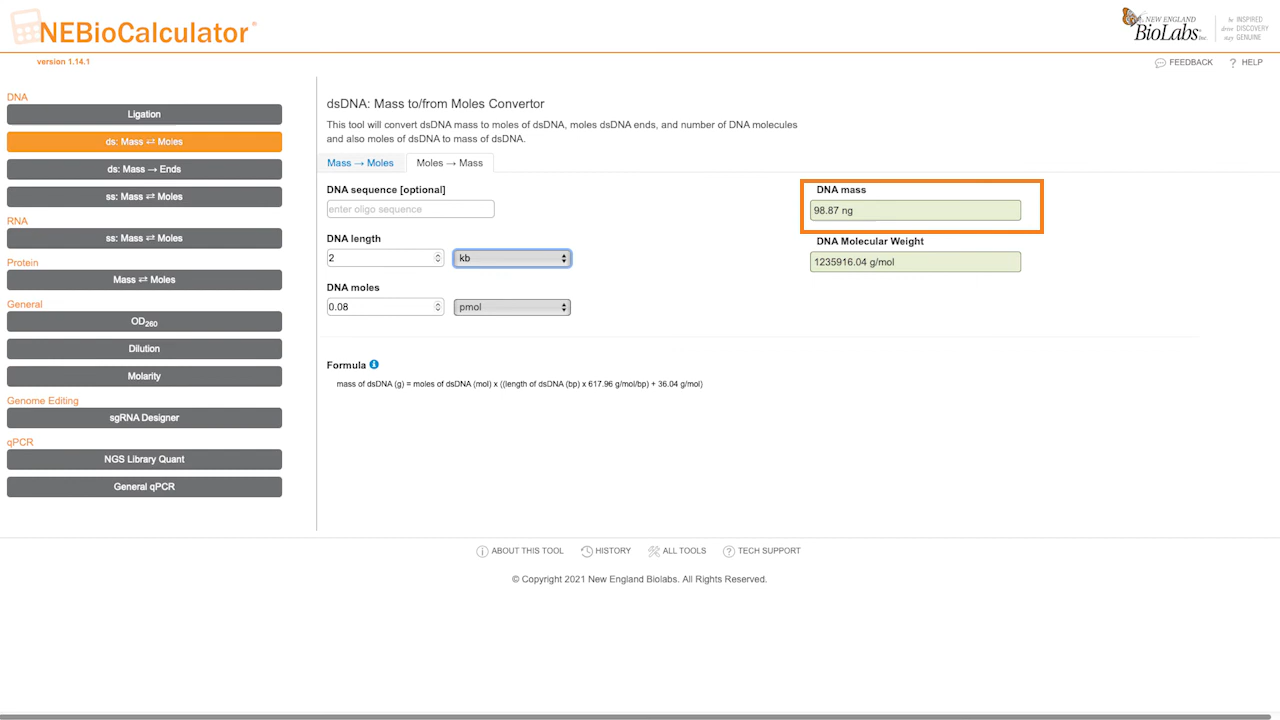 NEBioCalculator®
NEW ENGLAND
BioLabs Inc.
be INSPIRED
drive DISCOVERY
stay GENUINE
version 1.14.1
FEEDBACK
HELP
DNA
Ligation
ds: Mass ⇄ Moles
ds: Mass → Ends
ss: Mass ⇄ Moles
RNA
ss: Mass ⇄ Moles
Protein
Mass ⇄ Moles
General
OD260
Dilution
Molarity
Genome Editing
sgRNA Designer
qPCR
NGS Library Quant
General qPCR
dsDNA: Mass to/from Moles Convertor
This tool will convert dsDNA mass to moles of dsDNA, moles dsDNA ends, and number of DNA molecules
and also moles of dsDNA to mass of dsDNA.
Mass → Moles
Moles → Mass
DNA sequence [optional]
enter oligo sequence
DNA length
2
kb
DNA moles
0.08
pmol
DNA mass
98.87 ng
DNA Molecular Weight
1235916.04 g/mol
Formula
mass of dsDNA (g) = moles of dsDNA (mol) x ((length of dsDNA (bp) x 617.96 g/mol/bp) + 36.04 g/mol)
ABOUT THIS TOOL
HISTORY
ALL TOOLS
TECH SUPPORT
© Copyright 2021 New England Biolabs. All Rights Reserved.